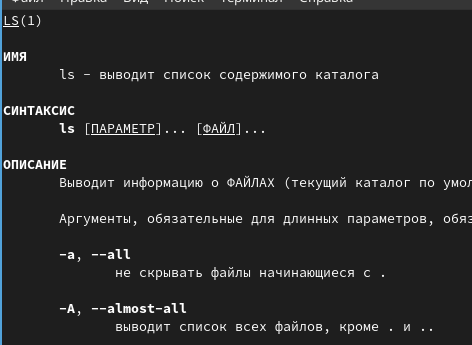 Файл Правка Вид Поиск Терминал Справка
LS(1)
ИМЯ
ls - выводит список содержимого каталога
СИНТАКСИС
ls [ПАРАМЕТР]... [ФАЙЛ]...
ОПИСАНИЕ
Выводит информацию о ФАЙЛАХ (текущий каталог по
Аргументы, обязательные для длинных параметров,
-a, --all
не скрывать файлы начинающиеся с .
-A, --almost-all
выводит список всех файлов, кроме . и ..